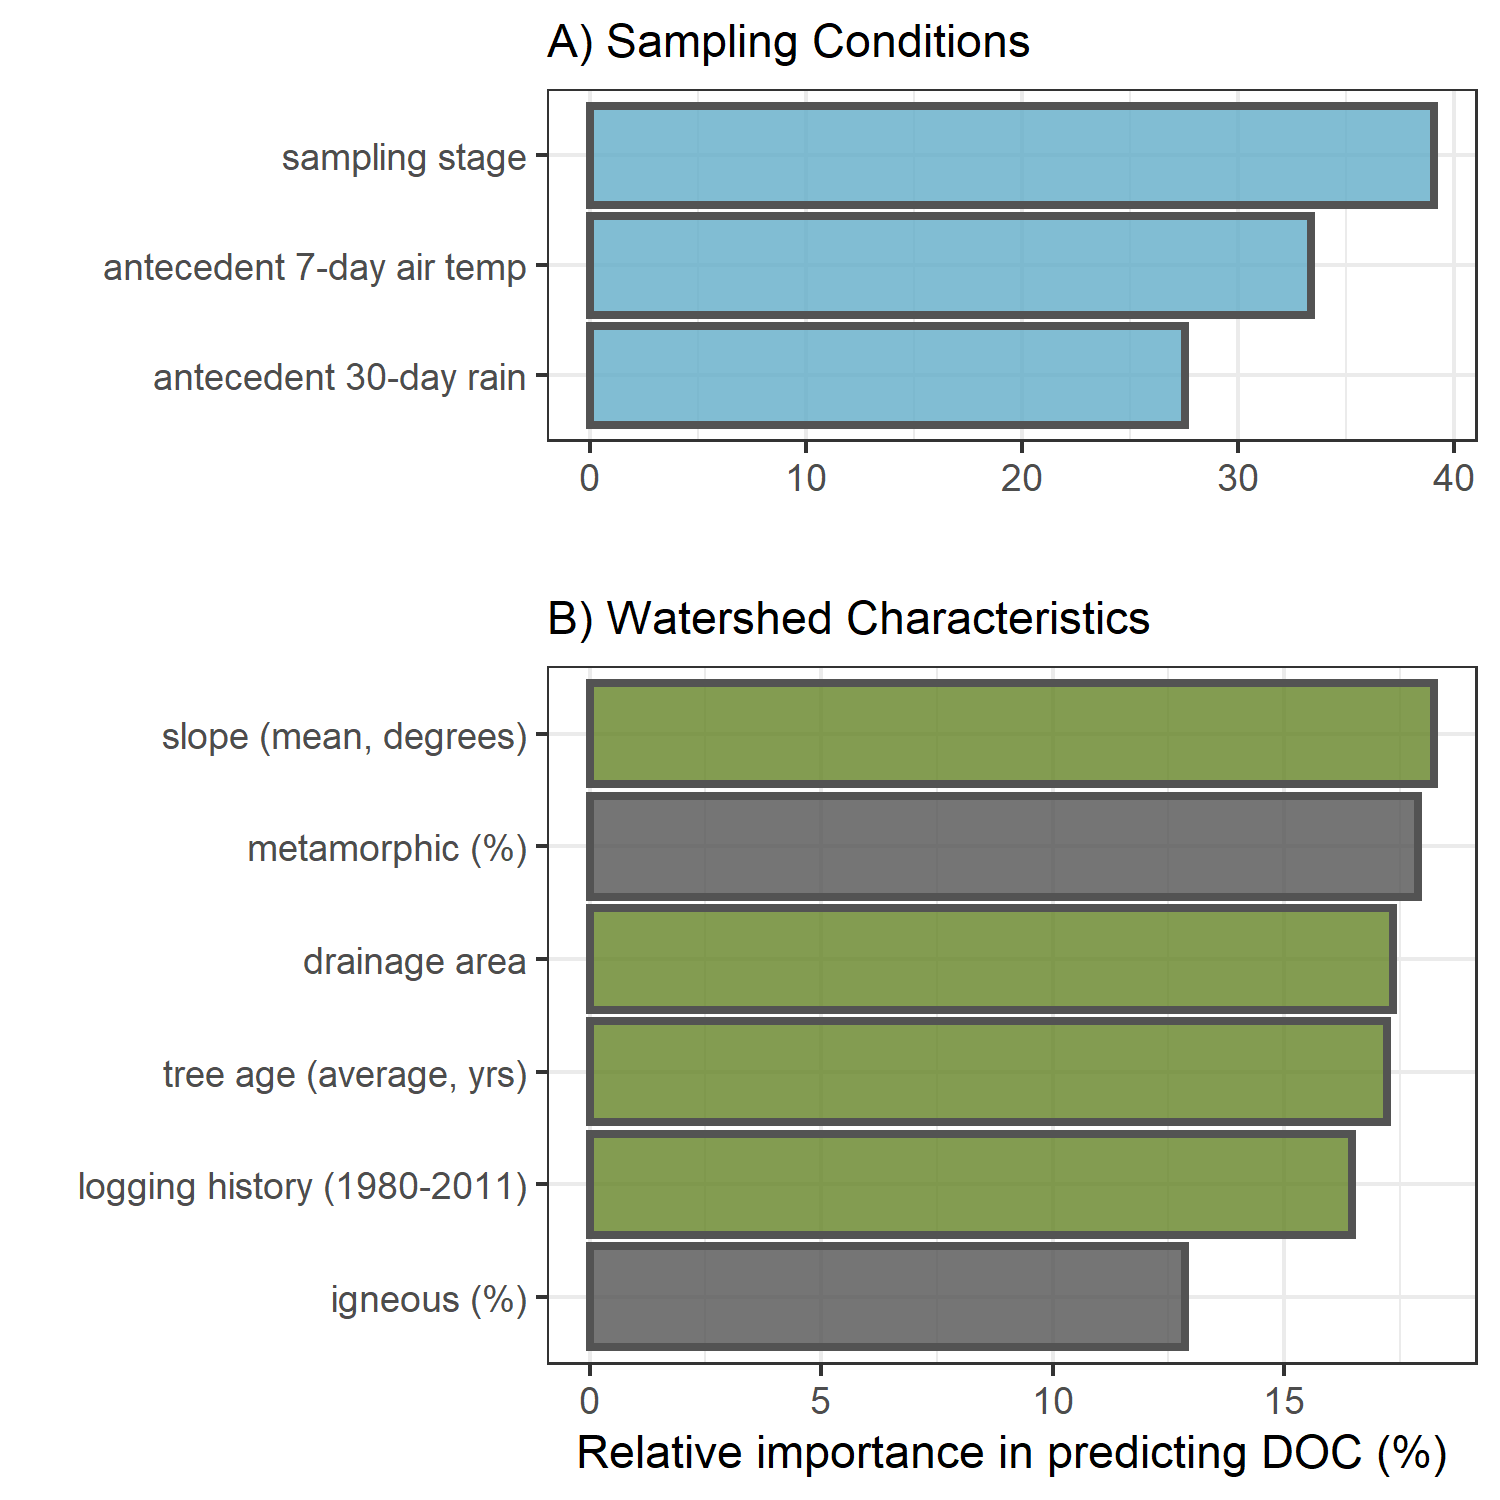 A) Sampling Conditions
sampling stage
antecedent 7-day air temp
antecedent 30-day rain
0 10 20 30 40
B) Watershed Characteristics
slope (mean, degrees)
metamorphic (%)
drainage area
tree age (average, yrs)
logging history (1980-2011)
igneous (%)
0 5 10 15
Relative importance in predicting DOC (%)